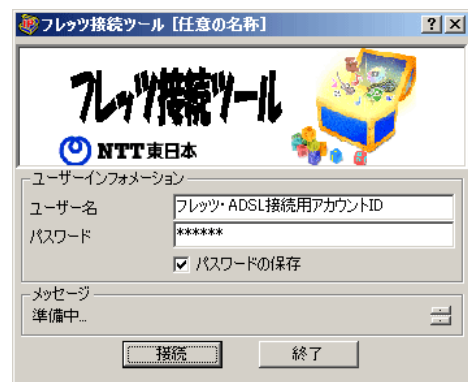 フレッツ接続ツール [任意の名称]
フレッツ接続ツール
NTT東日本
ユーザーインフォメーション
ユーザー名
フレッツ・ADSL接続用アカウントID
パスワード
******
パスワードの保存
メッセージ
準備中...
接続 終了